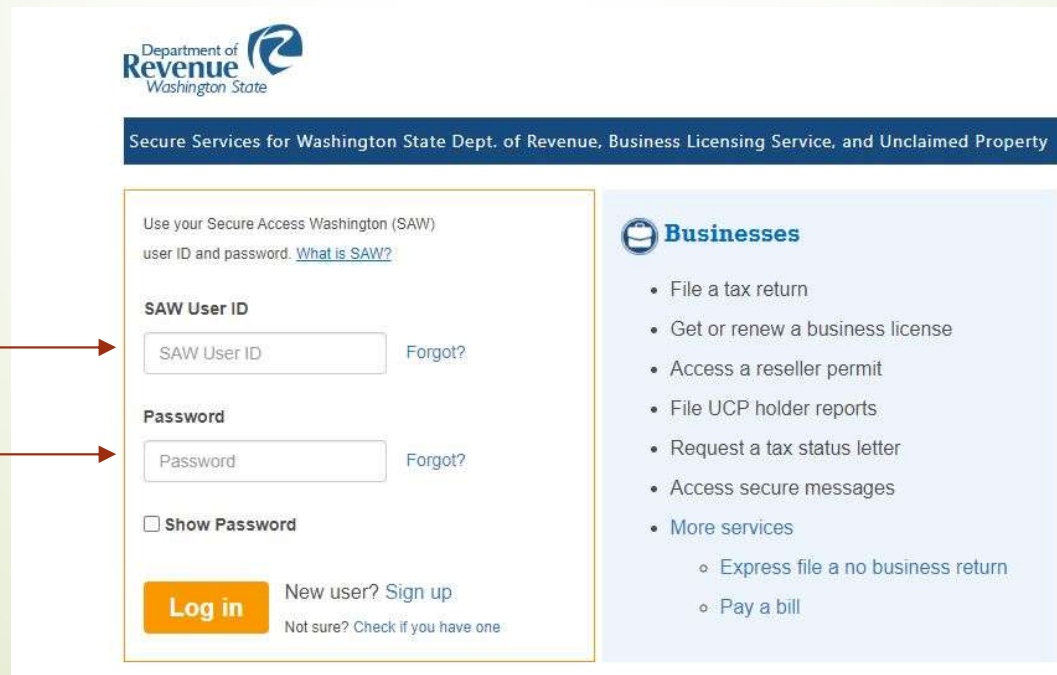 Department of
Revenue
Washington State
Secure Services for Washington State Dept. of Revenue, Business Licensing Service, and Unclaimed Property
Use your Secure Access Washington (SAW)
user ID and password. What is SAW?
SAW User ID
SAW User ID Forgot?
Password
Password Forgot?
Show Password
Log in
New user? Sign up
Not sure? Check if you have one
Businesses
• File a tax return
• Get or renew a business license
• Access a reseller permit
• File UCP holder reports
• Request a tax status letter
• Access secure messages
• More services
◦ Express file a no business return
◦ Pay a bill